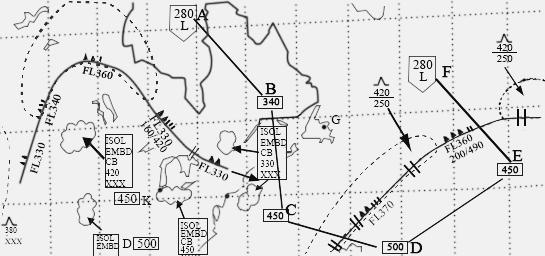 280
L
A
FL360
FL340
FL330
FL330
60/420
FL330
ISOL
EMBD
CB
420
XXX
450 K
380
XXX
ISOL
EMBD
D 500
ISOL
EMBD
CB
450
B
340
ISOL
EMBD
CB
330
XXX
G
450 C
420
250
280
L
F
420
250
FL360
200/490
E
450
FL370
500 D